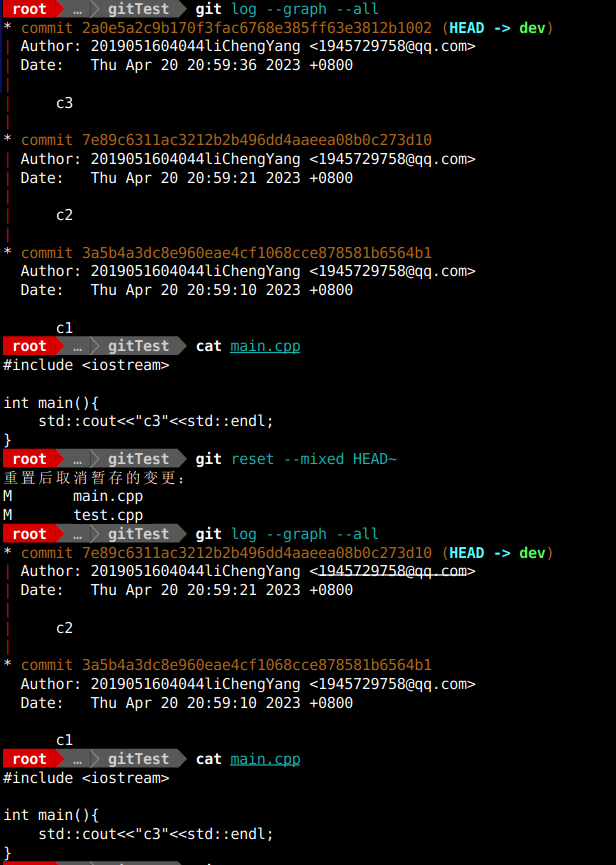 root … gitTest git log --graph --all
* commit 2a0e5a2c9b170f3fac6768e385ff63e3812b1002 (HEAD -> dev)
| Author: 2019051604044liChengYang <1945729758@qq.com>
| Date:   Thu Apr 20 20:59:36 2023 +0800
|
|     c3
|
* commit 7e89c6311ac3212b2b496dd4aaeea08b0c273d10
| Author: 2019051604044liChengYang <1945729758@qq.com>
| Date:   Thu Apr 20 20:59:21 2023 +0800
|
|     c2
|
* commit 3a5b4a3dc8e960eae4cf1068cce878581b6564b1
  Author: 2019051604044liChengYang <1945729758@qq.com>
  Date:   Thu Apr 20 20:59:10 2023 +0800
      c1
root … gitTest cat main.cpp
#include <iostream>
int main(){
    std::cout<<"c3"<<std::endl;
}
root … gitTest git reset --mixed HEAD~
重置后取消暂存的变更：
M       main.cpp
M       test.cpp
root … gitTest git log --graph --all
* commit 7e89c6311ac3212b2b496dd4aaeea08b0c273d10 (HEAD -> dev)
| Author: 2019051604044liChengYang <1945729758@qq.com>
| Date:   Thu Apr 20 20:59:21 2023 +0800
|
|     c2
|
* commit 3a5b4a3dc8e960eae4cf1068cce878581b6564b1
  Author: 2019051604044liChengYang <1945729758@qq.com>
  Date:   Thu Apr 20 20:59:10 2023 +0800
      c1
root … gitTest cat main.cpp
#include <iostream>
int main(){
    std::cout<<"c3"<<std::endl;
}